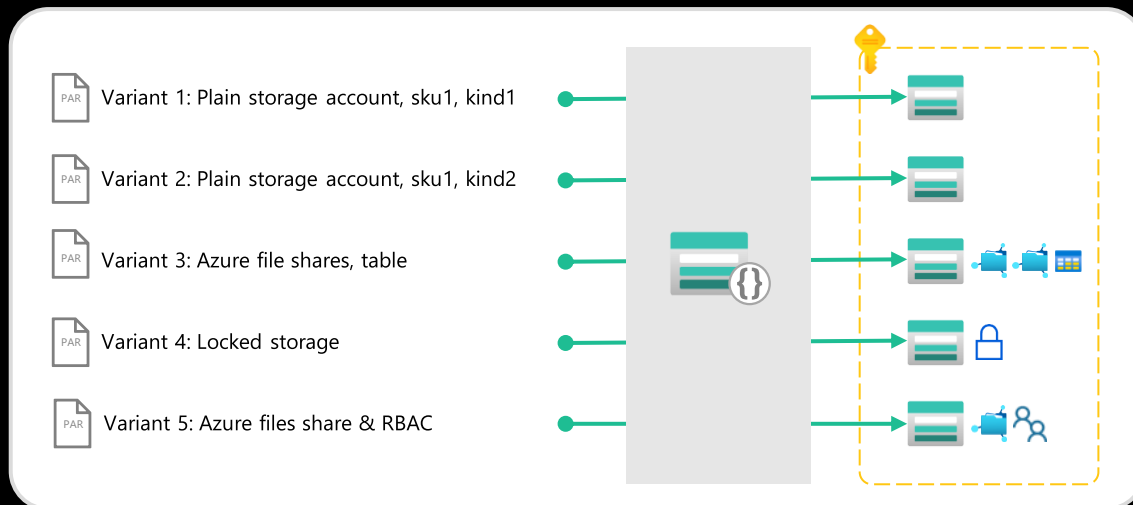 PAR Variant 1: Plain storage account, sku1, kind1
PAR Variant 2: Plain storage account, sku1, kind2
PAR Variant 3: Azure file shares, table
{}
PAR Variant 4: Locked storage
PAR Variant 5: Azure files share & RBAC